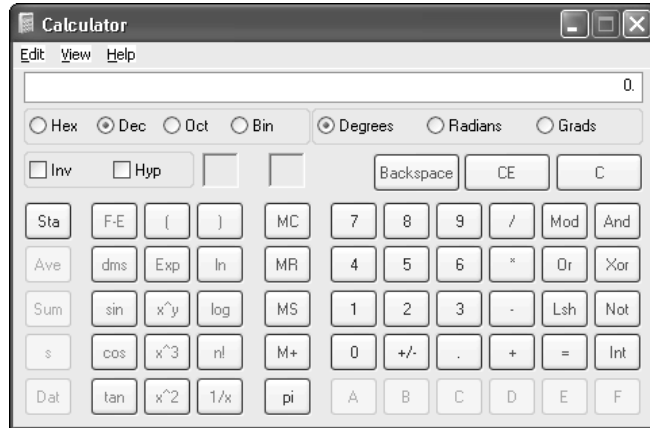 Calculator
Edit View Help
0.
Hex Dec Oct Bin Degrees Radians Grads
Inv Hyp Backspace CE C
Sta F-E ( ) MC 7 8 9 / Mod And
Ave dms Exp ln MR 4 5 6 * Or Xor
Sum sin x^y log MS 1 2 3 - Lsh Not
s cos x^3 n! M+ 0 +/- . + = Int
Dat tan x^2 1/x pi A B C D E F